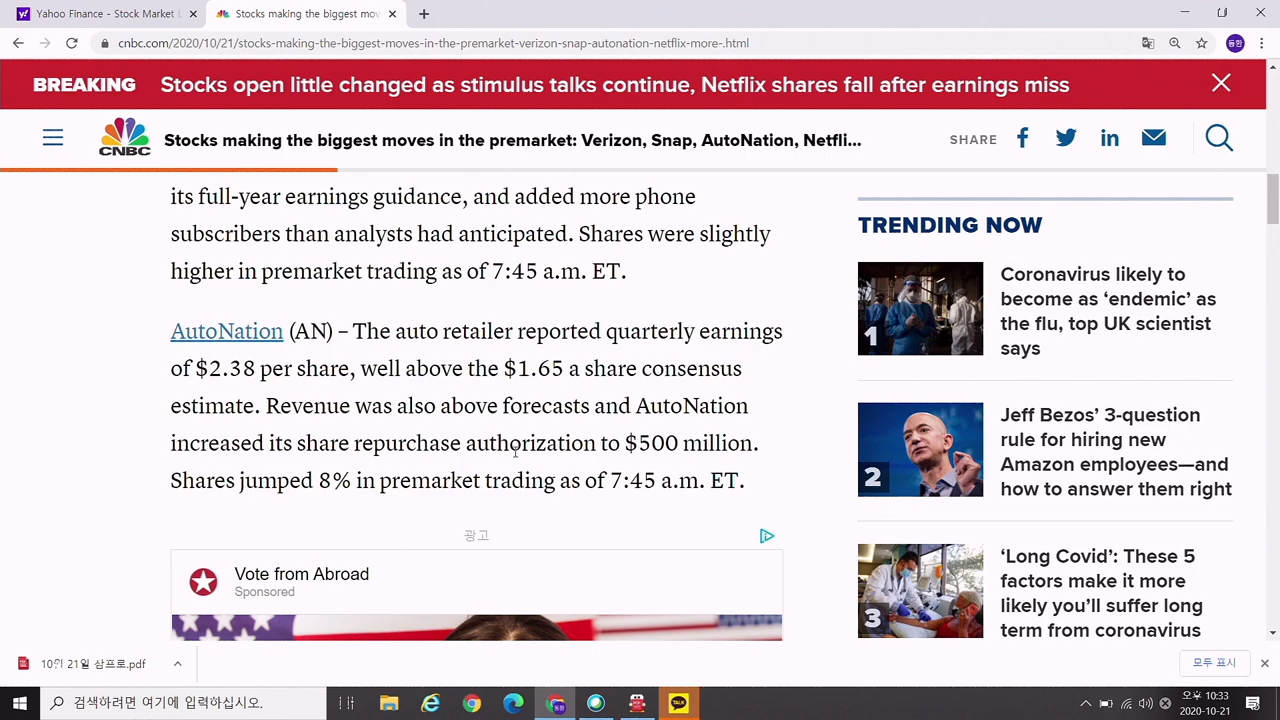 Yahoo Finance - Stock Market L
Stocks making the biggest mov
cnbc.com/2020/10/21/stocks-making-the-biggest-moves-in-the-premarket-verizon-snap-autonation-netflix-more-.html
동환
BREAKING Stocks open little changed as stimulus talks continue, Netflix shares fall after earnings miss
CNBC
Stocks making the biggest moves in the premarket: Verizon, Snap, AutoNation, Netfli...
SHARE
its full-year earnings guidance, and added more phone
subscribers than analysts had anticipated. Shares were slightly
higher in premarket trading as of 7:45 a.m. ET.
AutoNation (AN) – The auto retailer reported quarterly earnings
of $2.38 per share, well above the $1.65 a share consensus
estimate. Revenue was also above forecasts and AutoNation
increased its share repurchase authorization to $500 million.
Shares jumped 8% in premarket trading as of 7:45 a.m. ET.
광고
Vote from Abroad
Sponsored
TRENDING NOW
1
Coronavirus likely to
become as ‘endemic’ as
the flu, top UK scientist
says
2
Jeff Bezos’ 3-question
rule for hiring new
Amazon employees—and
how to answer them right
3
‘Long Covid’: These 5
factors make it more
likely you’ll suffer long
term from coronavirus
10월 21일 삼프로.pdf
모두 표시
검색하려면 여기에 입력하십시오.
TALK
오후 10:33
2020-10-21